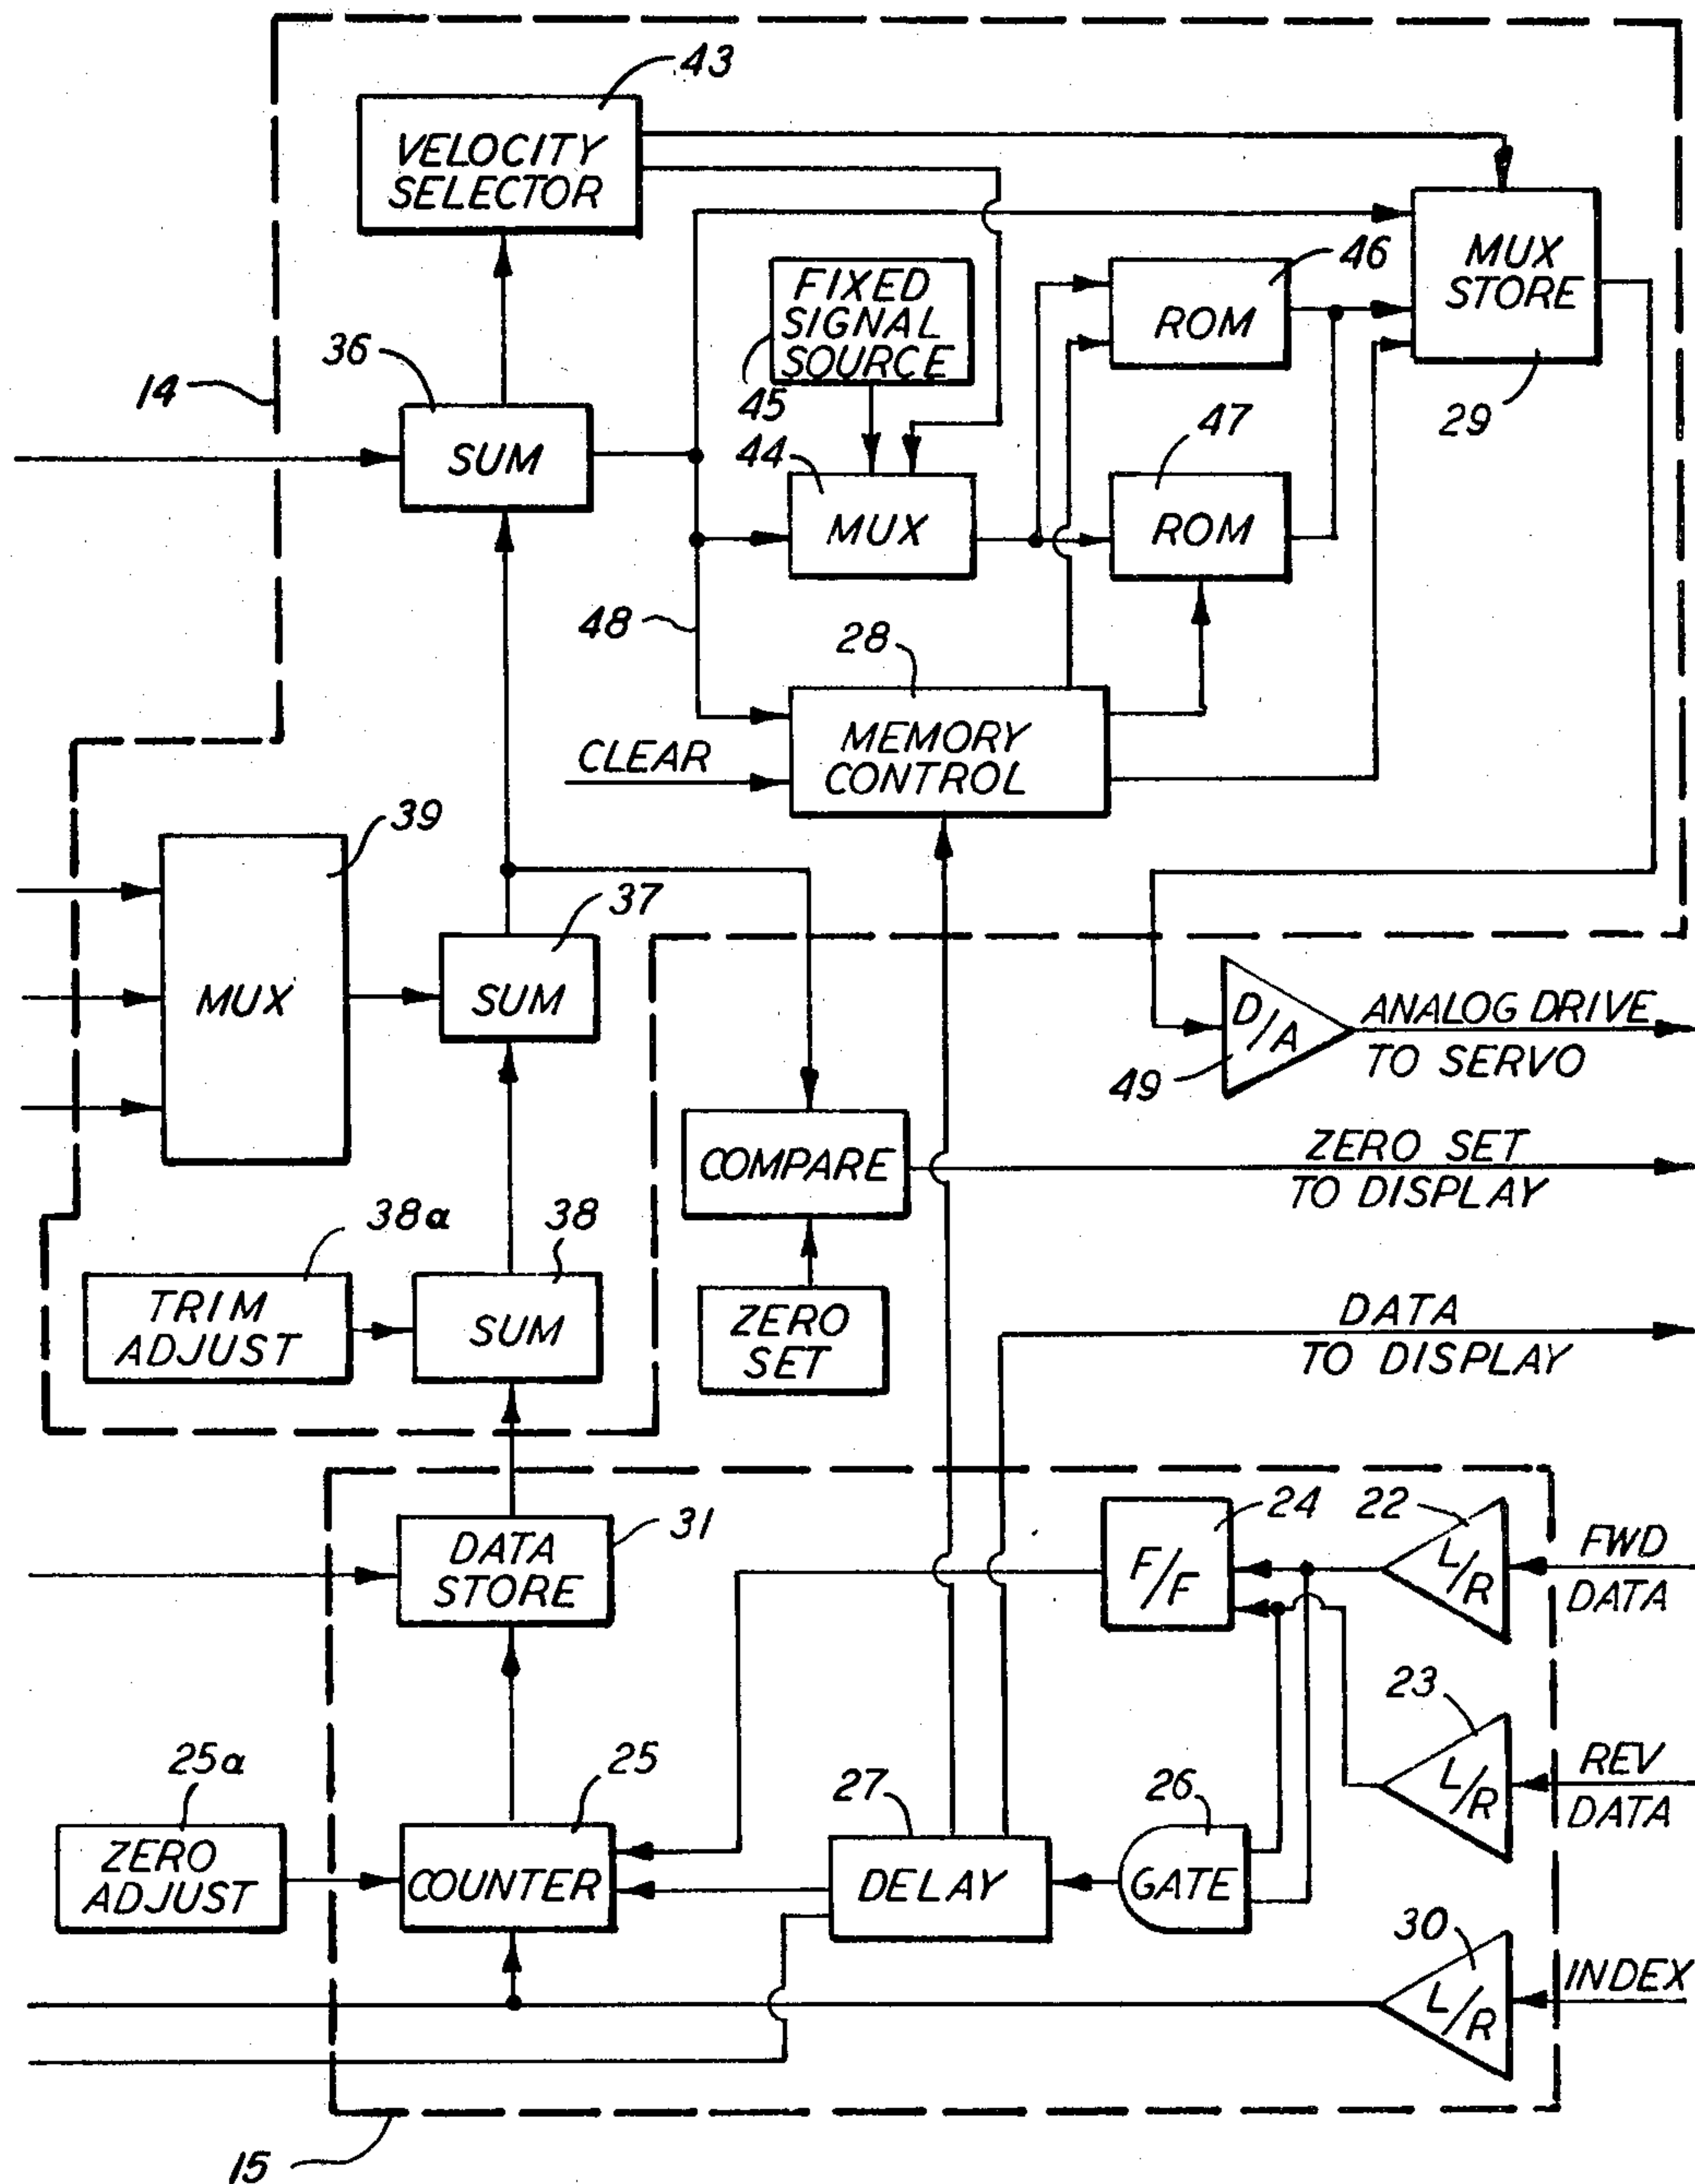 43
VELOCITY
SELECTOR
MUX
STORE
29
FIXED
SIGNAL
SOURCE
45
46
ROM
36
SUM
14
44
MUX
47
ROM
48
28
MEMORY
CONTROL
CLEAR
39
MUX
37
SUM
D/A
49
ANALOG DRIVE
TO SERVO
COMPARE
ZERO SET
TO DISPLAY
38a
TRIM
ADJUST
38
SUM
ZERO
SET
DATA
TO DISPLAY
31
DATA
STORE
24
F/F
22
L/R
FWD
DATA
23
L/R
REV
DATA
25a
ZERO
ADJUST
25
COUNTER
27
DELAY
26
GATE
30
L/R
INDEX
15